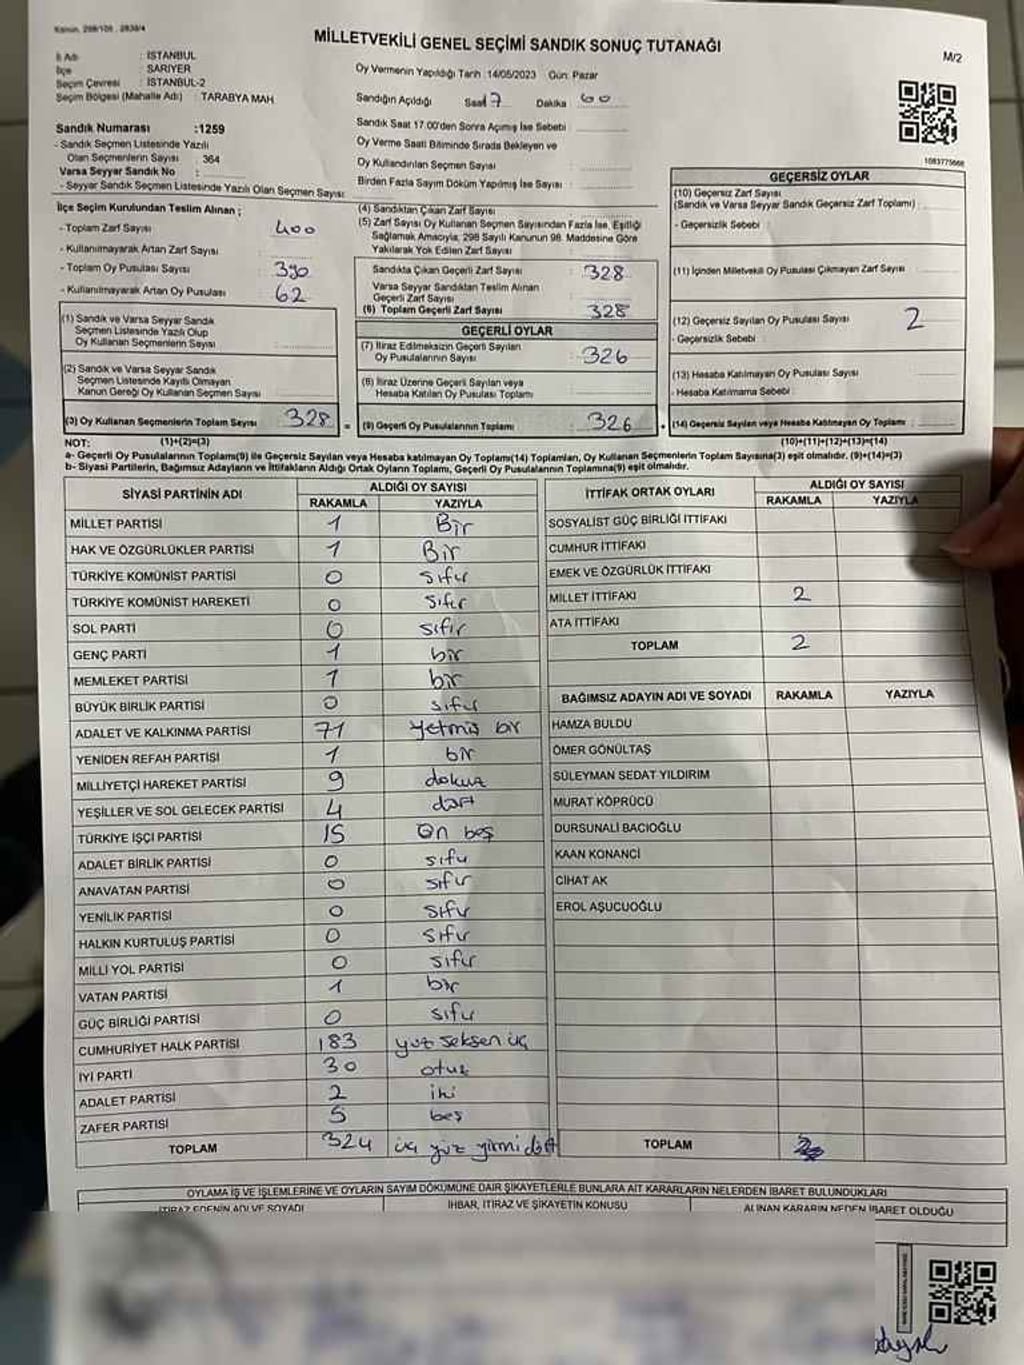 Kanun, 298/106 , 2839/4
MİLLETVEKİLİ GENEL SEÇİMİ SANDIK SONUÇ TUTANAĞI
M/2
İl Adı : İSTANBUL
İlçe : SARIYER
Seçim Çevresi : İSTANBUL-2
Seçim Bölgesi (Mahalle Adı) : TARABYA MAH
Sandık Numarası :1259
- Sandık Seçmen Listesinde Yazılı
Olan Seçmenlerin Sayısı : 364
Varsa Seyyar Sandık No :
- Seyyar Sandık Seçmen Listesinde Yazılı Olan Seçmen Sayısı:
Oy Vermenin Yapıldığı Tarih :14/05/2023 Gün: Pazar
Sandığın Açıldığı Saat 7 Dakika 00
Sandık Saat 17.00'den Sonra Açımış İse Sebebi :
Oy Verme Saati Bitiminde Sırada Bekleyen ve
Oy Kullandırılan Seçmen Sayısı :
Birden Fazla Sayım Döküm Yapılmış İse Sayısı :
1083775668
İlçe Seçim Kurulundan Teslim Alınan ;
- Toplam Zarf Sayısı : 400
- Kullanılmayarak Artan Zarf Sayısı :
- Toplam Oy Pusulası Sayısı : 390
- Kullanılmayarak Artan Oy Pusulası : 62
(1) Sandık ve Varsa Seyyar Sandık
Seçmen Listesinde Yazılı Olup
Oy Kullanan Seçmenlerin Sayısı :
(2) Sandık ve Varsa Seyyar Sandık
Seçmen Listesinde Kayıtlı Olmayan
Kanun Gereği Oy Kullanan Seçmen Sayısı :
(3) Oy Kullanan Seçmenlerin Toplam Sayısı : 328 =
(4) Sandıktan Çıkan Zarf Sayısı :
(5) Zarf Sayısı Oy Kullanan Seçmen Sayısından Fazla İse, Eşitliği
Sağlamak Amacıyla, 298 Sayılı Kanunun 98. Maddesine Göre
Yakılarak Yok Edilen Zarf Sayısı :
Sandıkta Çıkan Geçerli Zarf Sayısı : 328
Varsa Seyyar Sandıktan Teslim Alınan
Geçerli Zarf Sayısı :
(6) Toplam Geçerli Zarf Sayısı : 328
GEÇERLİ OYLAR
(7) İtiraz Edilmeksizin Geçerli Sayılan
Oy Pusulalarının Sayısı : 326
(8) İtiraz Üzerine Geçerli Sayılan veya
Hesaba Katılan Oy Pusulası Toplamı :
(9) Geçerli Oy Pusulalarının Toplamı : 326 +
GEÇERSİZ OYLAR
(10) Geçersiz Zarf Sayısı
(Sandık ve Varsa Seyyar Sandık Geçersiz Zarf Toplamı) :
- Geçersizlik Sebebi :
(11) İçinden Milletvekili Oy Pusulası Çıkmayan Zarf Sayısı :
(12) Geçersiz Sayılan Oy Pusulası Sayısı : 2
- Geçersizlik Sebebi :
(13) Hesaba Katılmayan Oy Pusulası Sayısı :
- Hesaba Katılmama Sebebi :
(14) Geçersiz Sayılan veya Hesaba Katılmayan Oy Toplamı :
NOT: (1)+(2)=(3) (10)+(11)+(12)+(13)=(14)
a- Geçerli Oy Pusulalarının Toplamı(9) ile Geçersiz Sayılan veya Hesaba Katılmayan Oy Toplamı(14) Toplamları, Oy Kullanan Seçmenlerin Toplam Sayısına(3) eşit olmalıdır. (9)+(14)=(3)
b- Siyasi Partilerin, Bağımsız Adayların ve İttifakların Aldığı Ortak Oyların Toplamı, Geçerli Oy Pusulalarının Toplamına(9) eşit olmalıdır.
SİYASİ PARTİNİN ADI ALDIĞI OY SAYISI
RAKAMLA YAZIYLA
MİLLET PARTİSİ 1 Bir
HAK VE ÖZGÜRLÜKLER PARTİSİ 1 Bir
TÜRKİYE KOMÜNİST PARTİSİ 0 sıfır
TÜRKİYE KOMÜNİST HAREKETİ 0 sıfır
SOL PARTİ 0 sıfır
GENÇ PARTİ 1 bir
MEMLEKET PARTİSİ 1 bir
BÜYÜK BİRLİK PARTİSİ 0 sıfır
ADALET VE KALKINMA PARTİSİ 71 yetmiş bir
YENİDEN REFAH PARTİSİ 1 bir
MİLLİYETÇİ HAREKET PARTİSİ 9 dokuz
YEŞİLLER VE SOL GELECEK PARTİSİ 4 dört
TÜRKİYE İŞÇİ PARTİSİ 15 On beş
ADALET BİRLİK PARTİSİ 0 sıfır
ANAVATAN PARTİSİ 0 sıfır
YENİLİK PARTİSİ 0 sıfır
HALKIN KURTULUŞ PARTİSİ 0 sıfır
MİLLİ YOL PARTİSİ 0 sıfır
VATAN PARTİSİ 1 bir
GÜÇ BİRLİĞİ PARTİSİ 0 sıfır
CUMHURİYET HALK PARTİSİ 183 yüz seksen üç
İYİ PARTİ 30 otuz
ADALET PARTİSİ 2 iki
ZAFER PARTİSİ 5 beş
TOPLAM 324 üç yüz yirmi dört
İTTİFAK ORTAK OYLARI ALDIĞI OY SAYISI
RAKAMLA YAZIYLA
SOSYALİST GÜÇ BİRLİĞİ İTTİFAKI
CUMHUR İTTİFAKI
EMEK VE ÖZGÜRLÜK İTTİFAKI
MİLLET İTTİFAKI 2
ATA İTTİFAKI
TOPLAM 2
BAĞIMSIZ ADAYIN ADI VE SOYADI RAKAMLA YAZIYLA
HAMZA BULDU
ÖMER GÖNÜLTAŞ
SÜLEYMAN SEDAT YILDIRIM
MURAT KÖPRÜCÜ
DURSUNALİ BACIOĞLU
KAAN KONANCI
CİHAT AK
EROL AŞUCUOĞLU
TOPLAM
OYLAMA İŞ VE İŞLEMLERİNE VE OYLARIN SAYIM DÖKÜMÜNE DAİR ŞİKAYETLERLE BUNLARA AİT KARARLARIN NELERDEN İBARET BULUNDUKLARI
İTİRAZ EDENİN ADI VE SOYADI İHBAR, İTİRAZ VE ŞİKAYETİN KONUSU ALINAN KARARIN NEDEN İBARET OLDUĞU